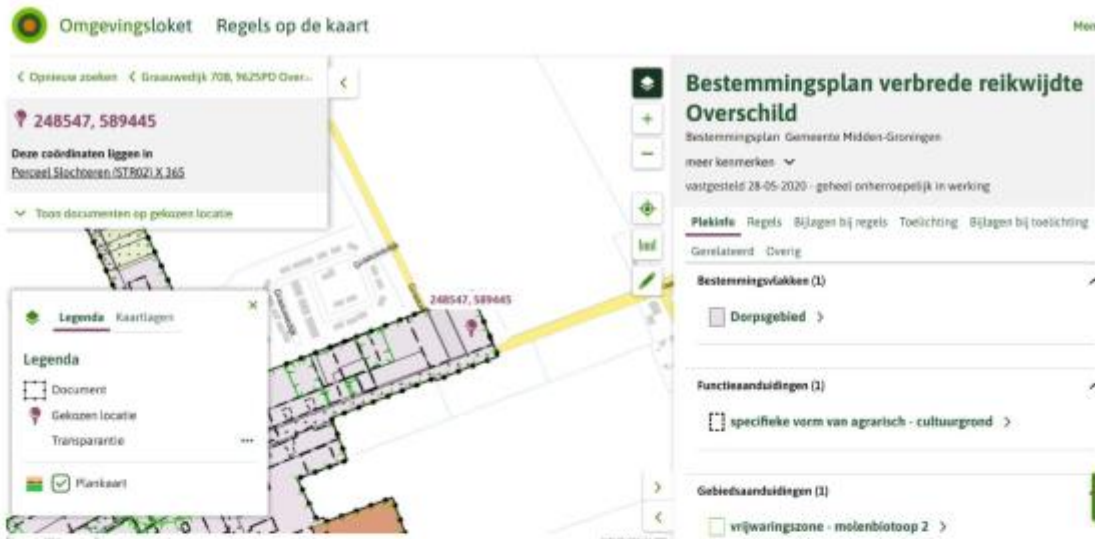 Omgevingsloket Regels op de kaart
Opnieuw zoeken Graauwedijk 70B, 9625PD Over...
248547, 589445
Deze coördinaten liggen in
Perceel Slochteren (STR02) X 365
Toon documenten op gekozen locatie
248547, 589445
Legenda Kaartlagen
Legenda
Document
Gekozen locatie
Transparantie
Plankaart
Bestemmingsplan verbrede reikwijdte
Overschild
Bestemmingsplan Gemeente Midden-Groningen
meer kenmerken
vastgesteld 28-05-2020 - geheel onherroepelijk in werking
Plekinfo Regels Bijlagen bij regels Toelichting Bijlagen bij toelichting
Gerelateerd Overig
Bestemmingsvlakken (1)
Dorpsgebied
Functieaanduidingen (1)
specifieke vorm van agrarisch - cultuurgrond
Gebiedsaanduidingen (1)
vrijwaringszone - molenbiotoop 2